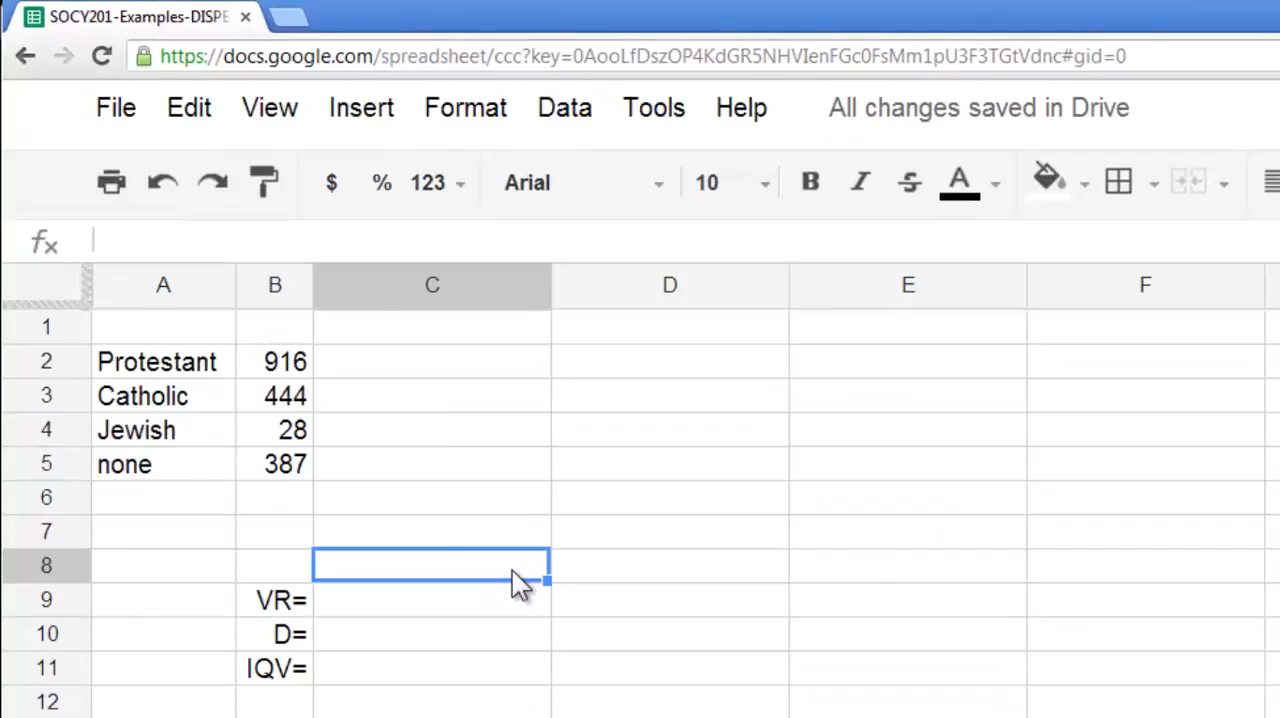 SOCY201-Examples-DISPE
https://docs.google.com/spreadsheet/ccc?key=0AooLfDszOP4KdGR5NHVIenFGc0FsMm1pU3F3TGtVdnc#gid=0
File Edit View Insert Format Data Tools Help All changes saved in Drive
$ % 123 Arial 10 B I S A
fx
A B C D E F
1
2 Protestant 916
3 Catholic 444
4 Jewish 28
5 none 387
6
7
8
9 VR=
10 D=
11 IQV=
12